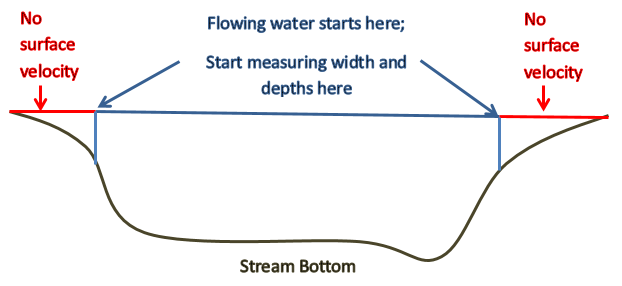 No
surface
velocity
Flowing water starts here;
Start measuring width and
depths here
No
surface
velocity
Stream Bottom